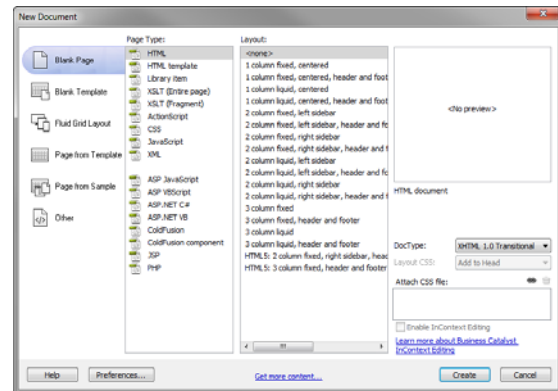 New Document
Page Type:
Layout:
Blank Page
Blank Template
Fluid Grid Layout
Page from Template
Page from Sample
Other
HTML
HTML template
Library item
XSLT (Entire page)
XSLT (Fragment)
ActionScript
CSS
JavaScript
XML
ASP JavaScript
ASP VBScript
ASP.NET C#
ASP.NET VB
ColdFusion
ColdFusion component
JSP
PHP
<none>
1 column fixed, centered
1 column fixed, centered, header and foot
1 column liquid, centered
1 column liquid, centered, header and foot
2 column fixed, left sidebar
2 column fixed, left sidebar, header and fo
2 column fixed, right sidebar
2 column fixed, right sidebar, header and f
2 column liquid, left sidebar
2 column liquid, left sidebar, header and fo
2 column liquid, right sidebar
2 column liquid, right sidebar, header and f
3 column fixed
3 column fixed, header and footer
3 column liquid
3 column liquid, header and footer
HTML5: 2 column fixed, right sidebar, head
HTML5: 3 column fixed, header and footer
<No preview>
HTML document
DocType:
XHTML 1.0 Transitional
Layout CSS:
Add to Head
Attach CSS file:
Enable InContext Editing
Learn more about Business Catalyst
InContext Editing
Help
Preferences...
Get more content...
Create
Cancel